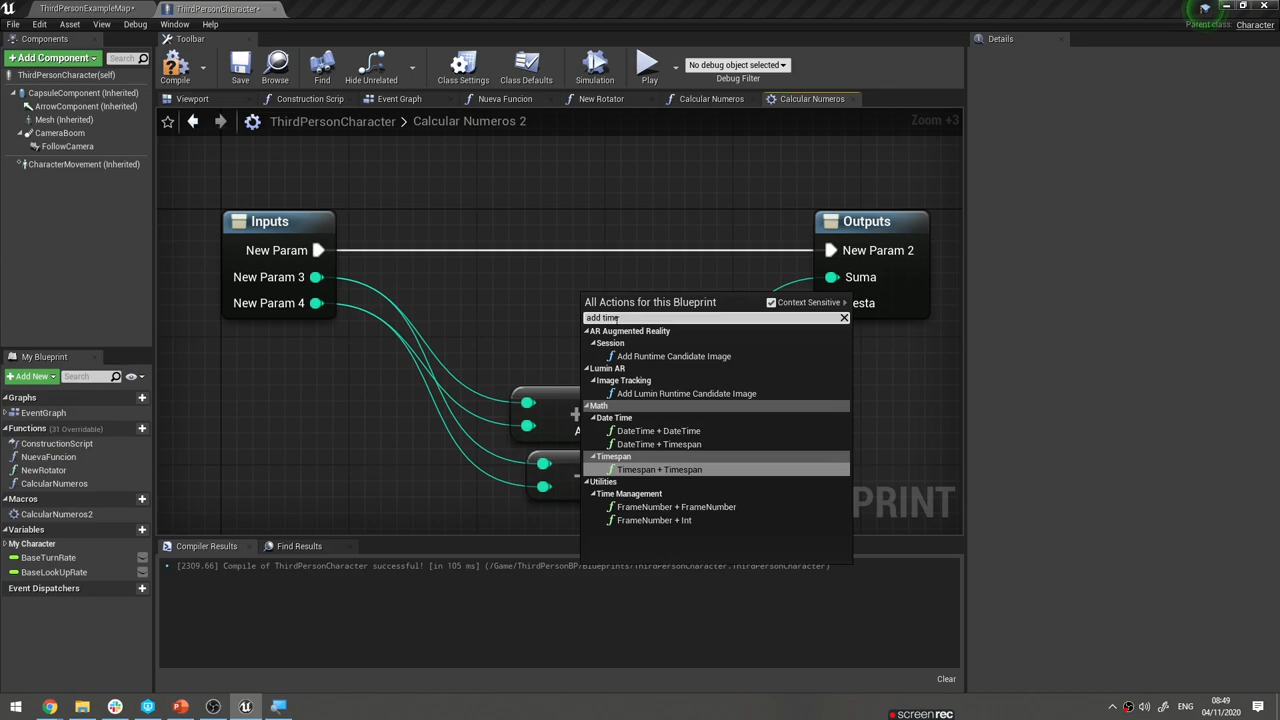 ThirdPersonExampleMap*
ThirdPersonCharacter*
File Edit Asset View Debug Window Help
Parent class: Character
Components
Toolbar
Details
+ Add Component
Search
Compile
Save
Browse
Find
Hide Unrelated
Class Settings
Class Defaults
Simulation
Play
No debug object selected
Debug Filter
ThirdPersonCharacter(self)
CapsuleComponent (Inherited)
ArrowComponent (Inherited)
Mesh (Inherited)
CameraBoom
FollowCamera
CharacterMovement (Inherited)
Viewport
Construction Scrip
Event Graph
Nueva Funcion
New Rotator
Calcular Numeros
Calcular Numeros
ThirdPersonCharacter > Calcular Numeros 2
Zoom +3
Inputs
New Param
New Param 3
New Param 4
Outputs
New Param 2
Suma
esta
All Actions for this Blueprint
Context Sensitive
add time
AR Augmented Reality
Session
Add Runtime Candidate Image
Lumin AR
Image Tracking
Add Lumin Runtime Candidate Image
Math
Date Time
DateTime + DateTime
DateTime + Timespan
Timespan
Timespan + Timespan
Utilities
Time Management
FrameNumber + FrameNumber
FrameNumber + Int
PRINT
My Blueprint
+ Add New
Search
Graphs
EventGraph
Functions (31 Overridable)
ConstructionScript
NuevaFuncion
NewRotator
CalcularNumeros
Macros
CalcularNumeros2
Variables
My Character
BaseTurnRate
BaseLookUpRate
Event Dispatchers
Compiler Results
Find Results
[2309.66] Compile of ThirdPersonCharacter successful! [in 105 ms] (/Game/ThirdPersonBP/Blueprints/ThirdPersonCharacter.ThirdPersonCharacter)
Clear
ENG
08:49
04/11/2020
screenrec